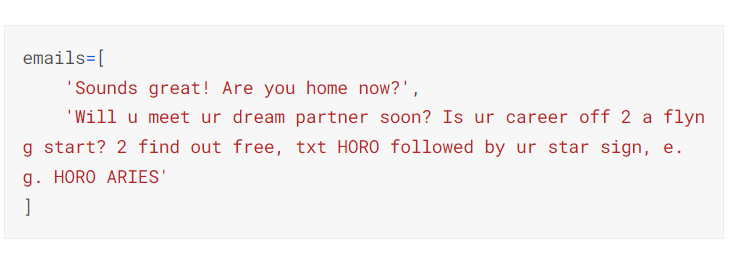 emails=[
    'Sounds great! Are you home now?',
    'Will u meet ur dream partner soon? Is ur career off 2 a flyn
g start? 2 find out free, txt HORO followed by ur star sign, e.
g. HORO ARIES'
]